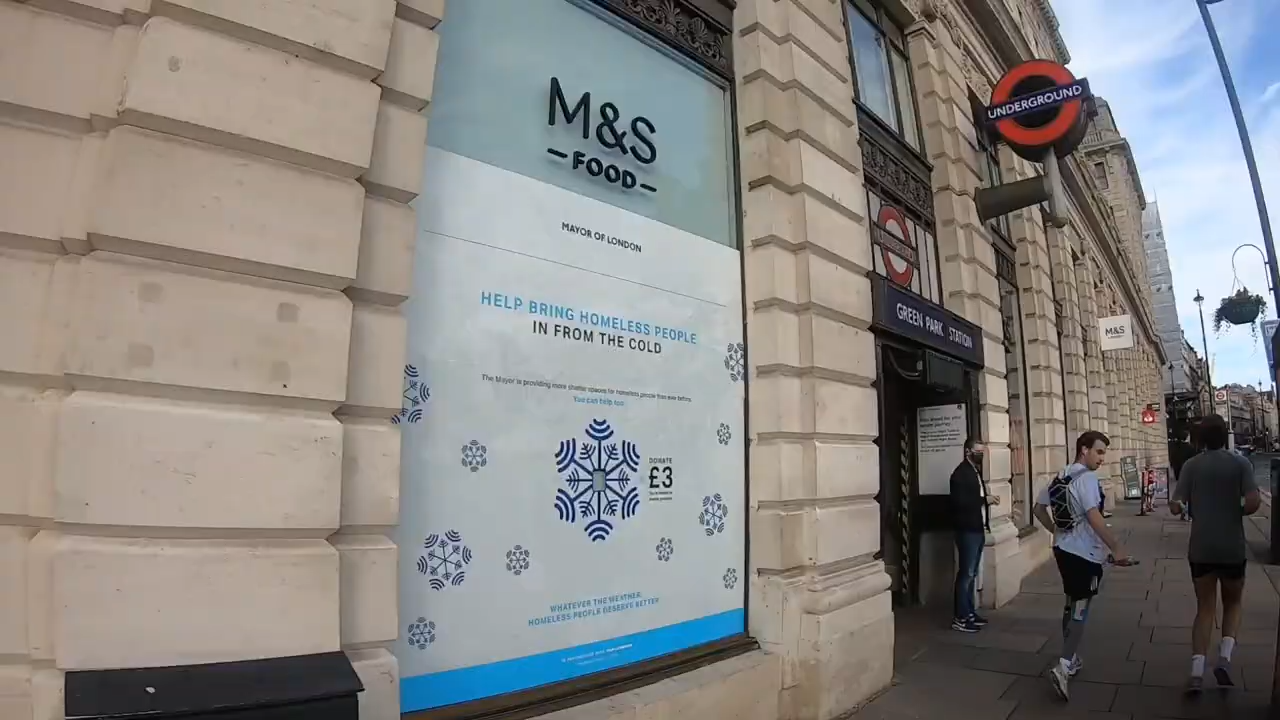 M&S
FOOD
MAYOR OF LONDON
HELP BRING HOMELESS PEOPLE
IN FROM THE COLD
The Mayor is providing more shelter spaces for homeless people than ever before.
You can help too
DONATE
£3
WHATEVER THE WEATHER,
HOMELESS PEOPLE DESERVE BETTER
UNDERGROUND
UNDERGROUND
GREEN PARK STATION
M&S